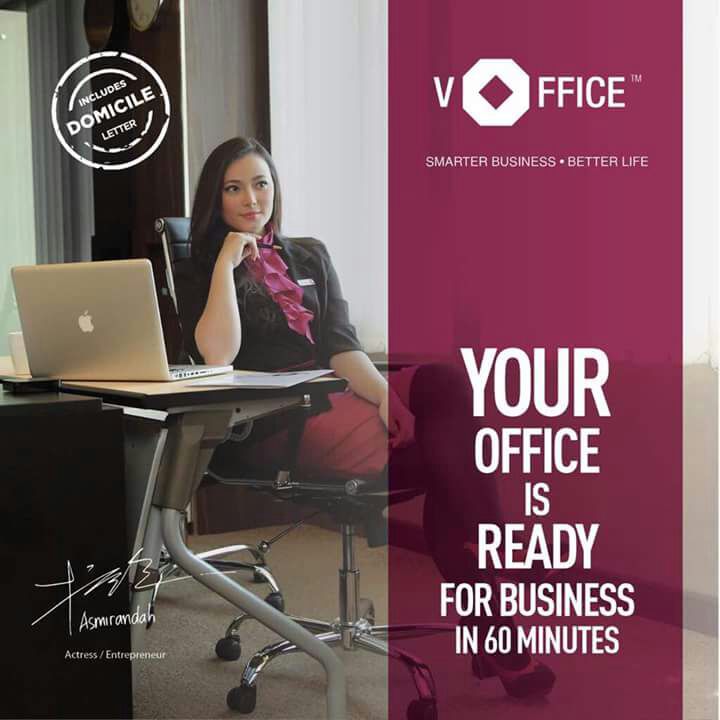 INCLUDES
DOMICILE
LETTER
V FFICE™
SMARTER BUSINESS • BETTER LIFE
YOUR
OFFICE
IS
READY
FOR BUSINESS
IN 60 MINUTES
Asmirandah
Actress / Entrepreneur